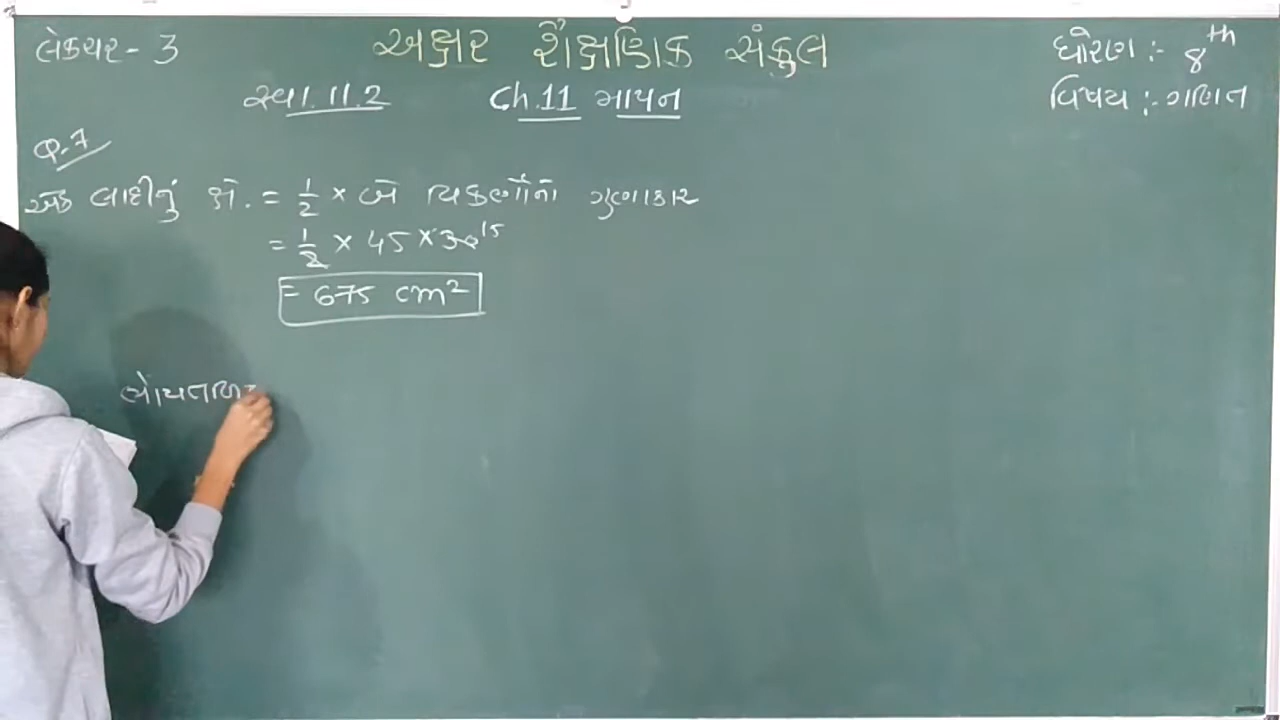 લેકચર - 3
અક્ષર શૈક્ષણિક સંકુલ
ધોરણ :- 8th
સ્વા. 11.2 Ch.11 માપન
વિષય :- ગણિત
Q-7
એક લાદીનું ક્ષે. = 1/2 × બે વિકર્ણોનો ગુણાકાર
= 1/2 × 45 × 30 15
= 675 cm²